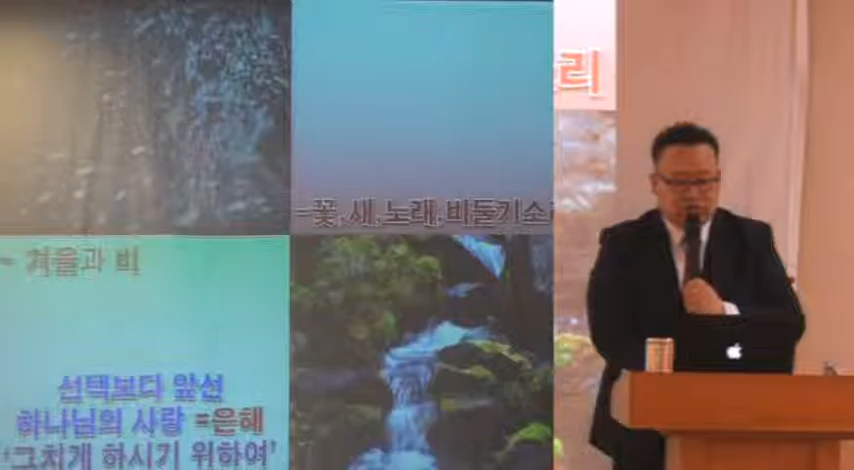 리
-꽃, 새, 노래, 비둘기소리
- 겨울과 비
선택보다 앞선
하나님의 사랑 =은혜
'그치게 하시기 위하여'